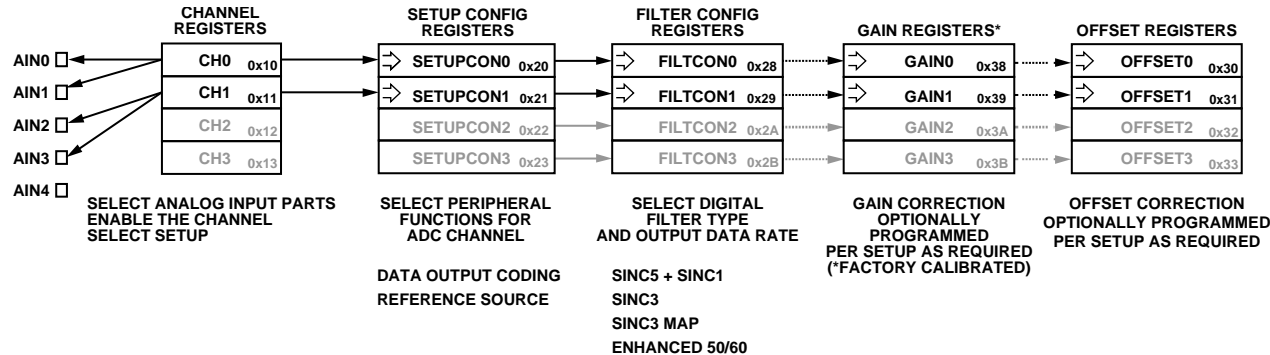 CHANNEL
REGISTERS
SETUP CONFIG
REGISTERS
FILTER CONFIG
REGISTERS
GAIN REGISTERS*
OFFSET REGISTERS
AIN0
CH0 0x10
SETUPCON0 0x20
FILTCON0 0x28
GAIN0 0x38
OFFSET0 0x30
AIN1
CH1 0x11
SETUPCON1 0x21
FILTCON1 0x29
GAIN1 0x39
OFFSET1 0x31
AIN2
CH2 0x12
SETUPCON2 0x22
FILTCON2 0x2A
GAIN2 0x3A
OFFSET2 0x32
AIN3
CH3 0x13
SETUPCON3 0x23
FILTCON3 0x2B
GAIN3 0x3B
OFFSET3 0x33
AIN4
SELECT ANALOG INPUT PARTS
ENABLE THE CHANNEL
SELECT SETUP
SELECT PERIPHERAL
FUNCTIONS FOR
ADC CHANNEL
DATA OUTPUT CODING
REFERENCE SOURCE
SELECT DIGITAL
FILTER TYPE
AND OUTPUT DATA RATE
SINC5 + SINC1
SINC3
SINC3 MAP
ENHANCED 50/60
GAIN CORRECTION
OPTIONALLY
PROGRAMMED
PER SETUP AS REQUIRED
(*FACTORY CALIBRATED)
OFFSET CORRECTION
OPTIONALLY PROGRAMMED
PER SETUP AS REQUIRED